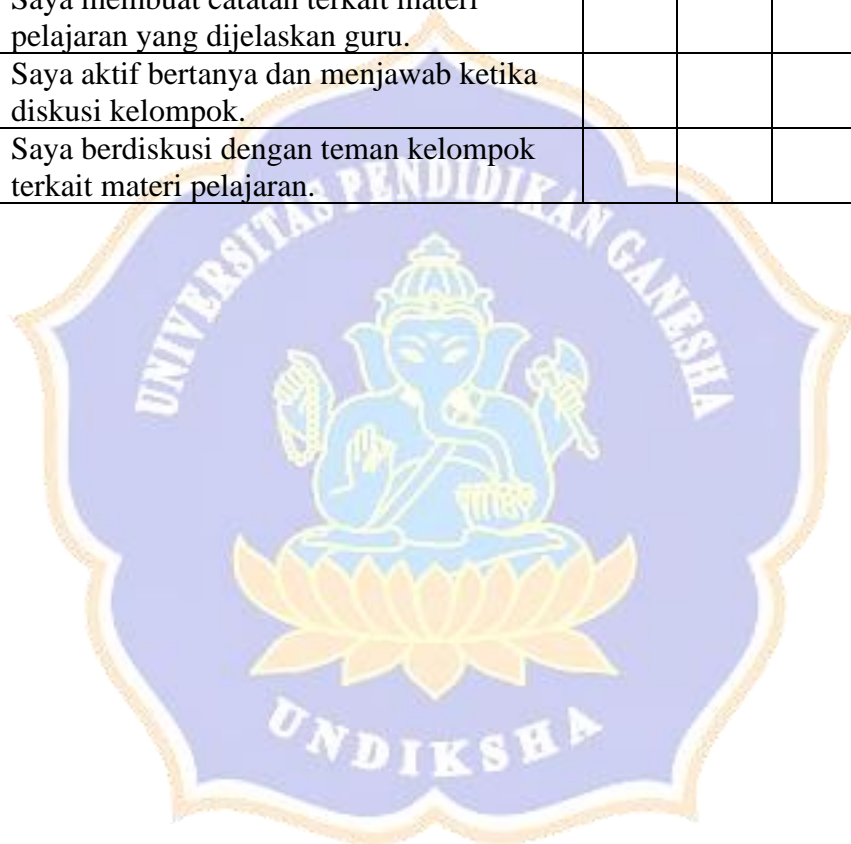 Saya membuat catatan terkait materi
pelajaran yang dijelaskan guru.
Saya aktif bertanya dan menjawab ketika
diskusi kelompok.
Saya berdiskusi dengan teman kelompok
terkait materi pelajaran.
UNIVERSITAS PENDIDIKAN GANESHA
UNDIKSHA